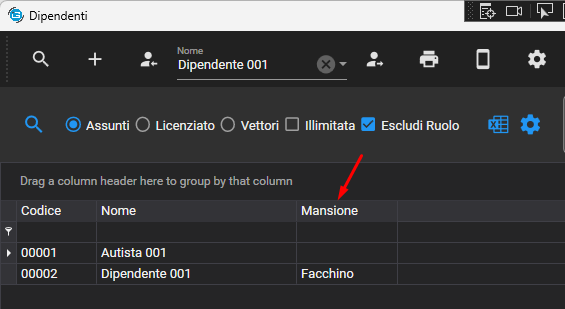 Dipendenti
Nome
Dipendente 001
Assunti Licenziato Vettori Illimitata Escludi Ruolo
Drag a column header here to group by that column
Codice Nome Mansione
00001 Autista 001
00002 Dipendente 001 Facchino